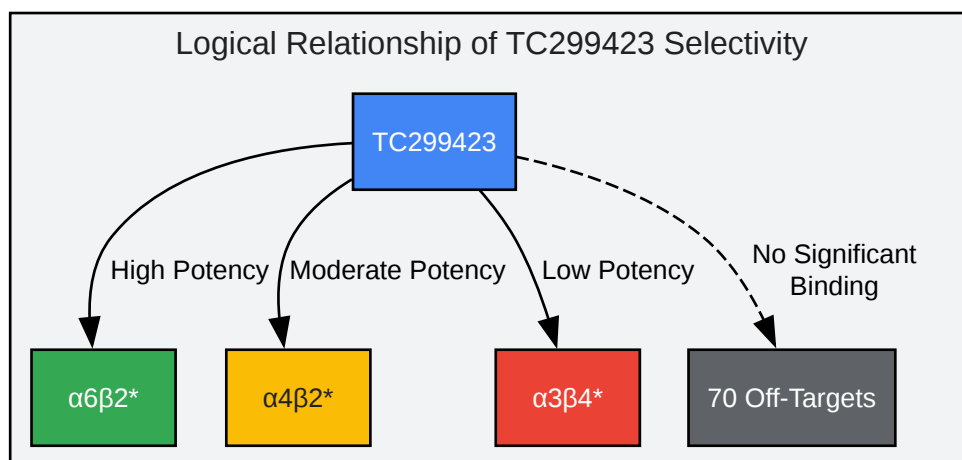 Logical Relationship of TC299423 Selectivity
TC299423
High Potency
Moderate Potency
Low Potency
No Significant
Binding
α6β2*
α4β2*
α3β4*
70 Off-Targets